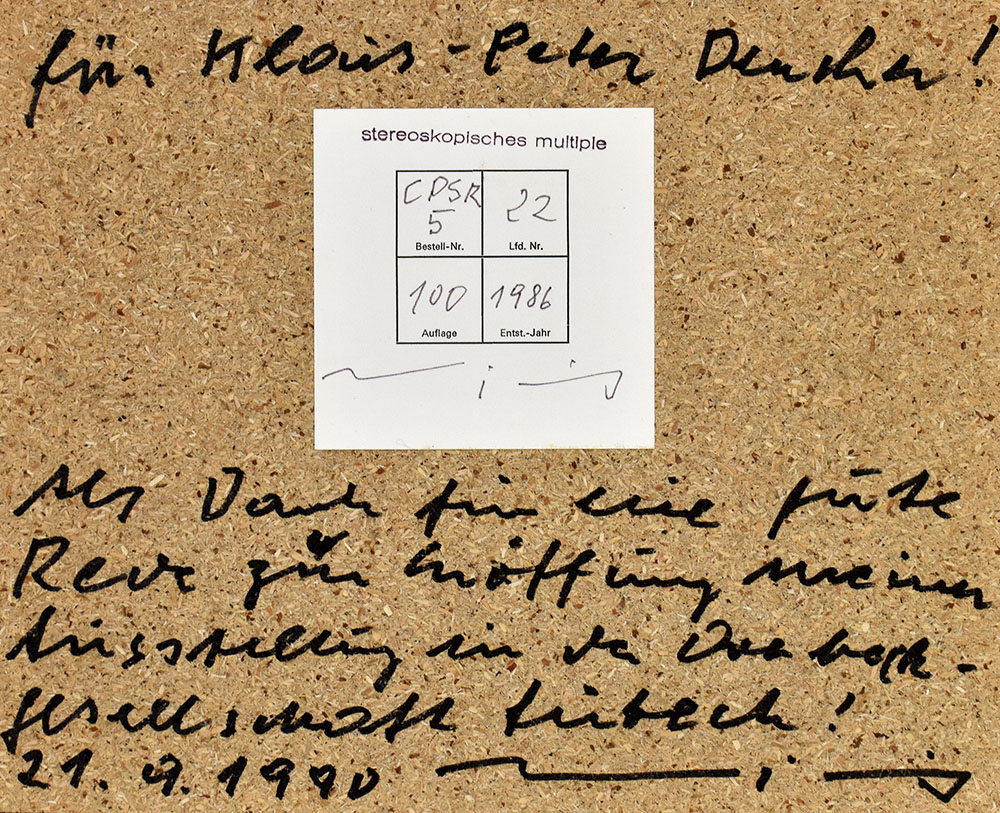 für Klaus-Peter Dencker!
stereoskopisches multiple
CPSR 22
5
Bestell-Nr. Lfd. Nr.
100 1986
Auflage Entst.-Jahr
Als Dank für eine gute
Rede zur Eröffnung meiner
Ausstellung in der Overbeck-
gesellschaft Lübeck!
21.9.1990